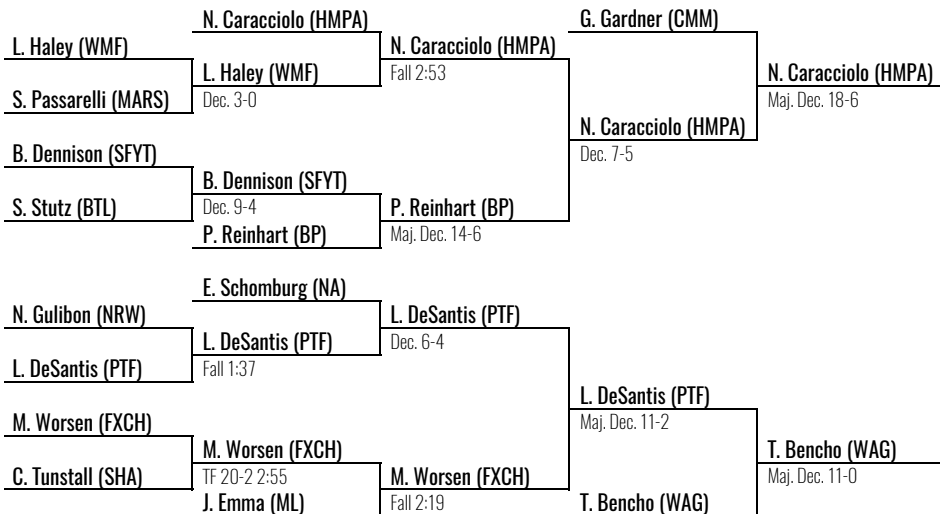 N. Caracciolo (HMPA)
G. Gardner (CMM)
L. Haley (WMF)
N. Caracciolo (HMPA)
Fall 2:53
L. Haley (WMF)
Dec. 3-0
N. Caracciolo (HMPA)
Maj. Dec. 18-6
S. Passarelli (MARS)
N. Caracciolo (HMPA)
Dec. 7-5
B. Dennison (SFYT)
B. Dennison (SFYT)
Dec. 9-4
S. Stutz (BTL)
P. Reinhart (BP)
Maj. Dec. 14-6
P. Reinhart (BP)
E. Schomburg (NA)
N. Gulibon (NRW)
L. DeSantis (PTF)
Dec. 6-4
L. DeSantis (PTF)
Fall 1:37
L. DeSantis (PTF)
L. DeSantis (PTF)
Maj. Dec. 11-2
M. Worsen (FXCH)
M. Worsen (FXCH)
TF 20-2 2:55
T. Bencho (WAG)
Maj. Dec. 11-0
C. Tunstall (SHA)
M. Worsen (FXCH)
Fall 2:19
J. Emma (ML)
T. Bencho (WAG)